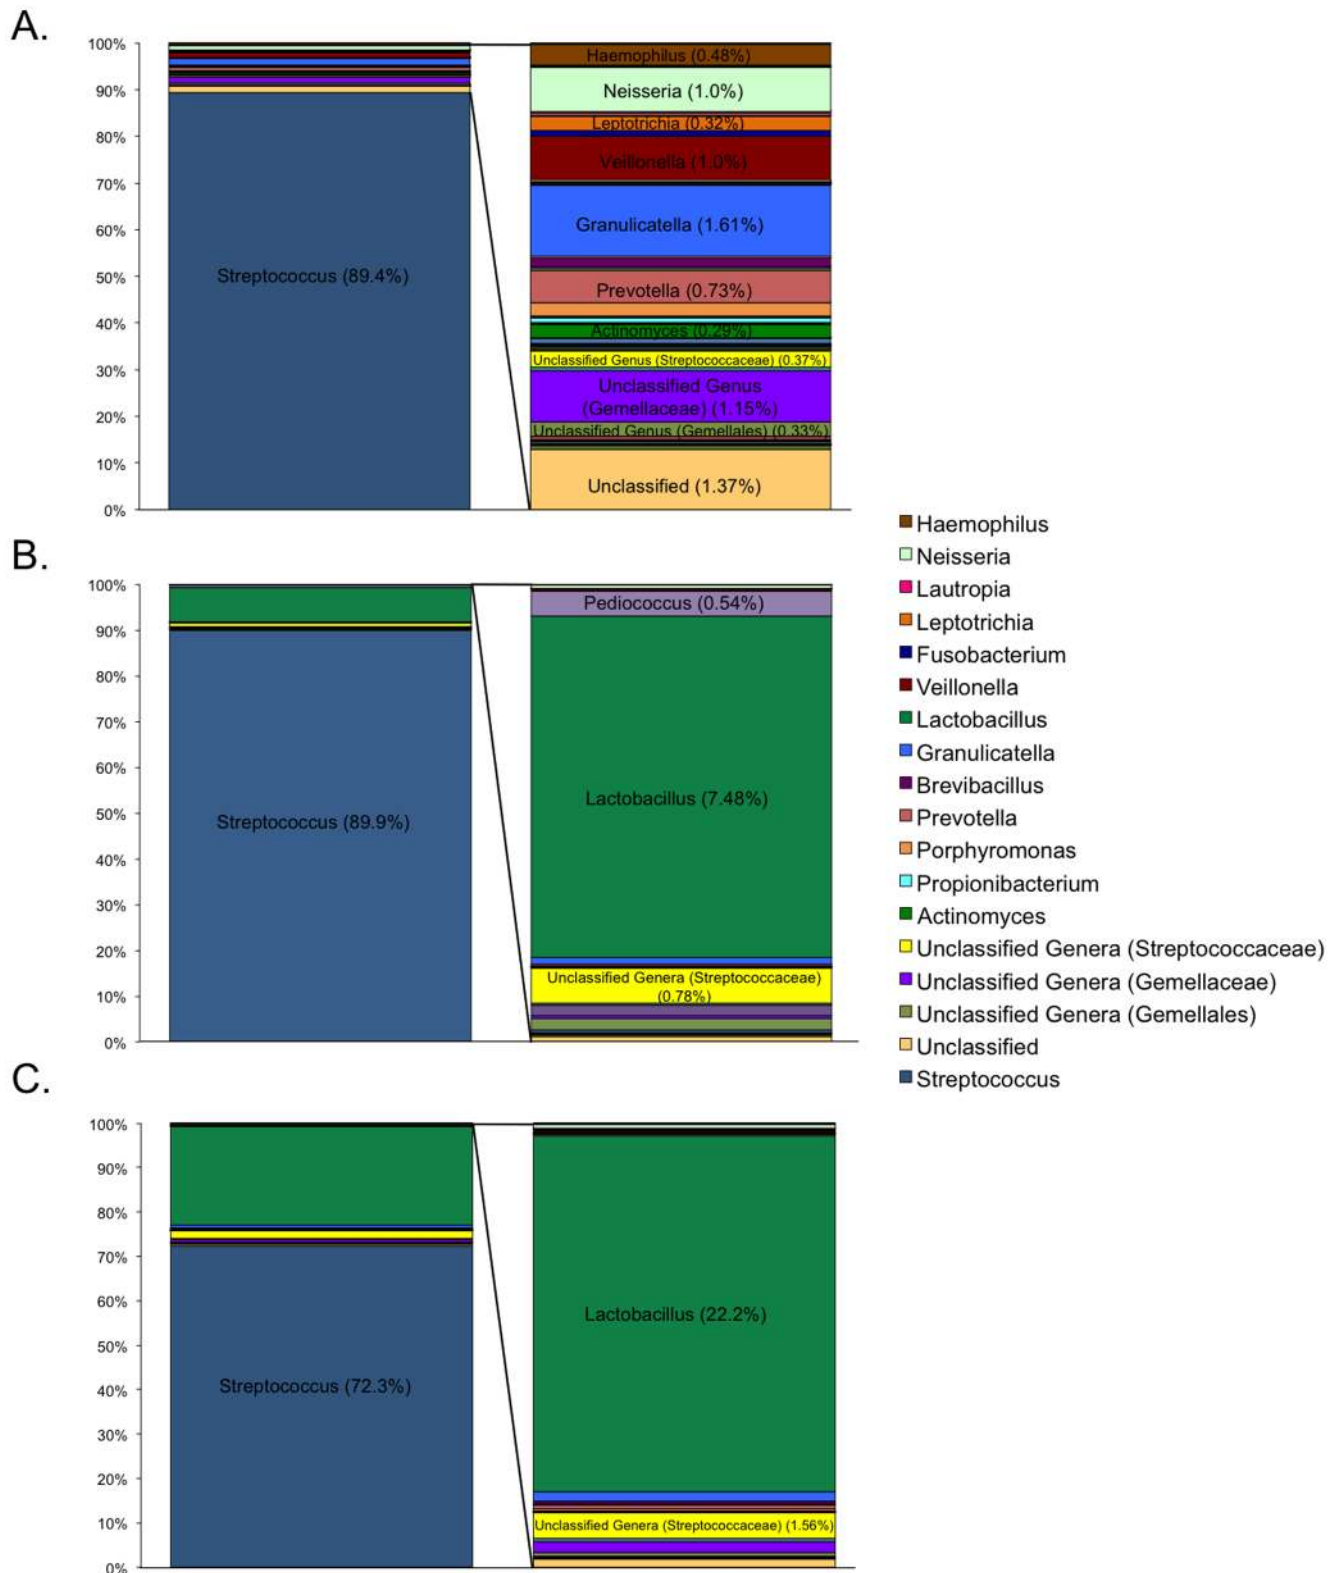 A.
100%
90%
80%
70%
60%
50%
40%
30%
20%
10%
0%
Streptococcus (89.4%)
Haemophilus (0.48%)
Neisseria (1.0%)
Leptotrichia (0.32%)
Veillonella (1.0%)
Granulicatella (1.61%)
Prevotella (0.73%)
Actinomyces (0.29%)
Unclassified Genus (Streptococcaceae) (0.37%)
Unclassified Genus
(Gemellaceae) (1.15%)
Unclassified Genus (Gemellales) (0.33%)
Unclassified (1.37%)
B.
100%
90%
80%
70%
60%
50%
40%
30%
20%
10%
0%
Streptococcus (89.9%)
Pediococcus (0.54%)
Lactobacillus (7.48%)
Unclassified Genera (Streptococcaceae)
(0.78%)
C.
100%
90%
80%
70%
60%
50%
40%
30%
20%
10%
0%
Streptococcus (72.3%)
Lactobacillus (22.2%)
Unclassified Genera (Streptococcaceae) (1.56%)
Haemophilus
Neisseria
Lautropia
Leptotrichia
Fusobacterium
Veillonella
Lactobacillus
Granulicatella
Brevibacillus
Prevotella
Porphyromonas
Propionibacterium
Actinomyces
Unclassified Genera (Streptococcaceae)
Unclassified Genera (Gemellaceae)
Unclassified Genera (Gemellales)
Unclassified
Streptococcus